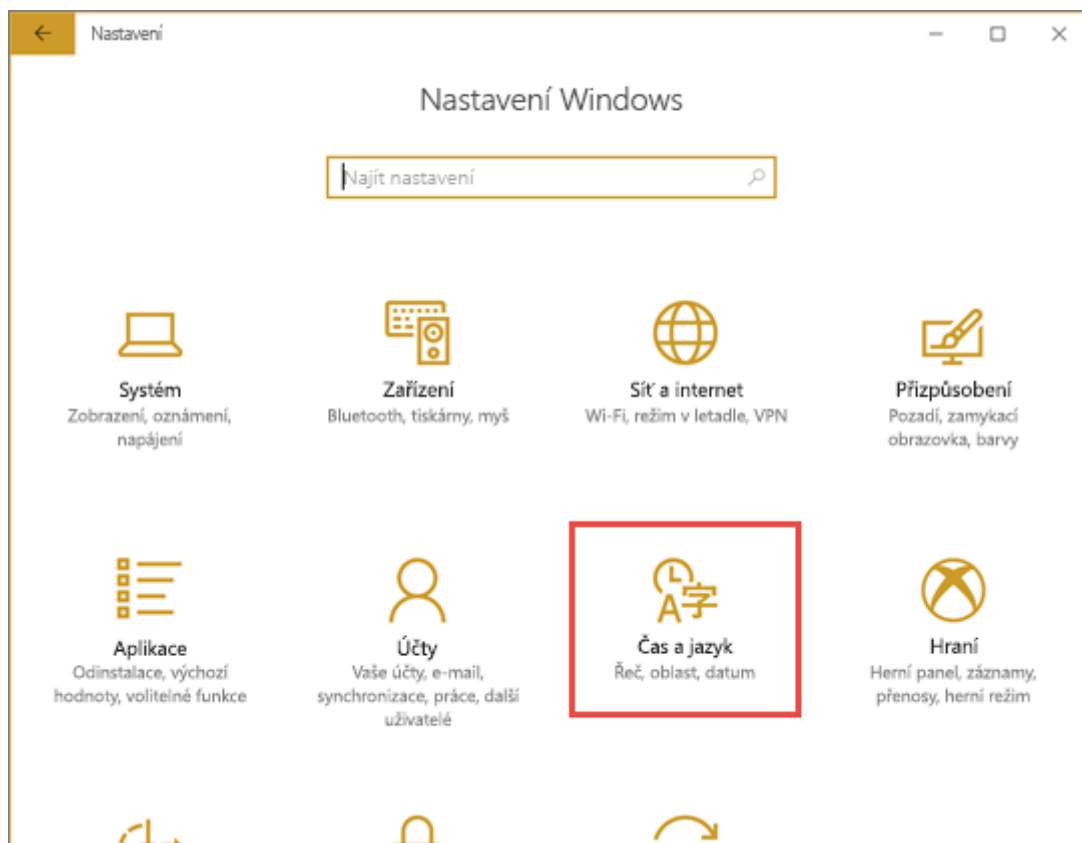 Nastavení
Nastavení Windows
Najít nastavení
Systém
Zobrazení, oznámení,
napájení
Zařízení
Bluetooth, tiskárny, myš
Síť a internet
Wi-Fi, režim v letadle, VPN
Přizpůsobení
Pozadí, zamykací
obrazovka, barvy
Aplikace
Odinstalace, výchozí
hodnoty, volitelné funkce
Účty
Vaše účty, e-mail,
synchronizace, práce, další
uživatelé
A字
Čas a jazyk
Řeč, oblast, datum
Hraní
Herní panel, záznamy,
přenosy, herní režim